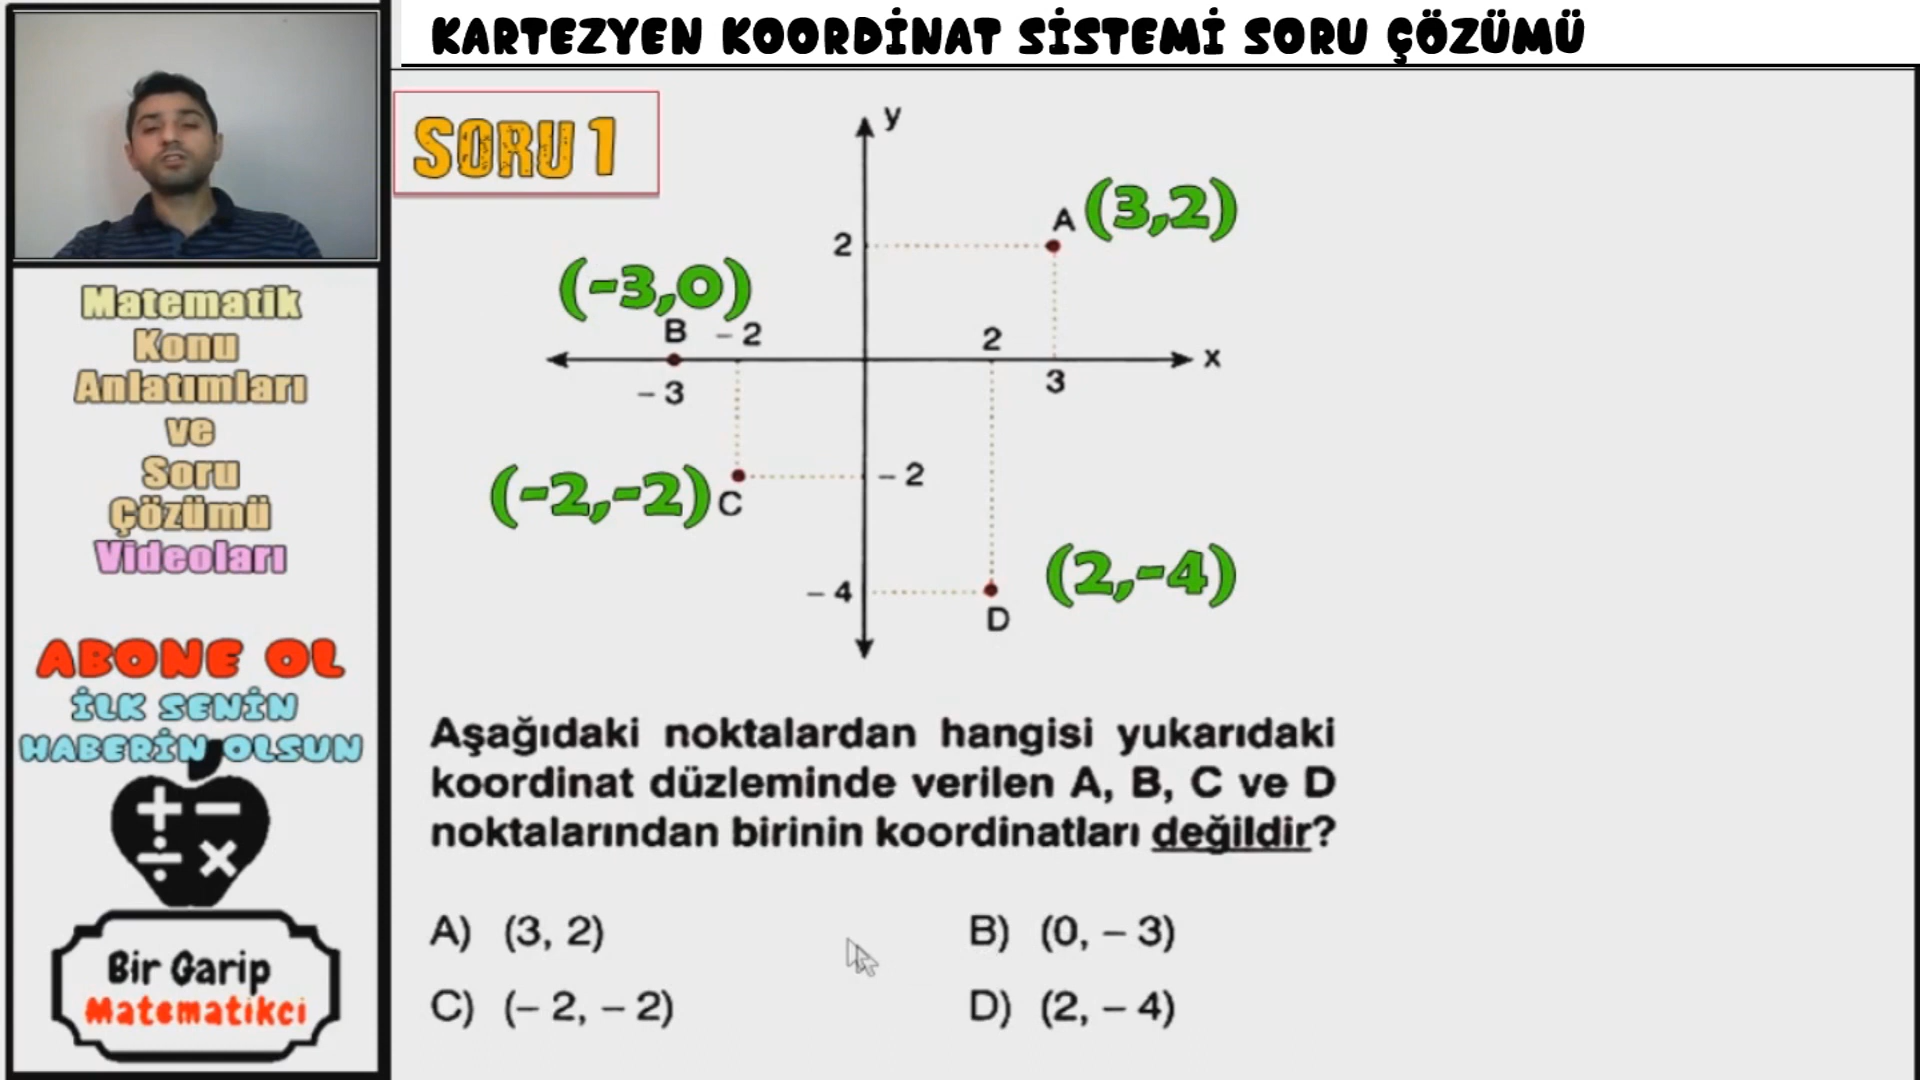 KARTEZYEN KOORDİNAT SİSTEMİ SORU ÇÖZÜMÜ
SORU 1
y
A (3,2)
2
(-3,0)
B - 2
2
x
- 3
3
(-2,-2) C
- 2
(2,-4)
- 4
D
Aşağıdaki noktalardan hangisi yukarıdaki
koordinat düzleminde verilen A, B, C ve D
noktalarından birinin koordinatları değildir?
A) (3, 2)
B) (0, - 3)
C) (- 2, - 2)
D) (2, - 4)
Matematik
Konu
Anlatımları
ve
Soru
Çözümü
Videoları
ABONE OL
İLK SENİN
HABERİN OLSUN
Bir Garip
Matematikci